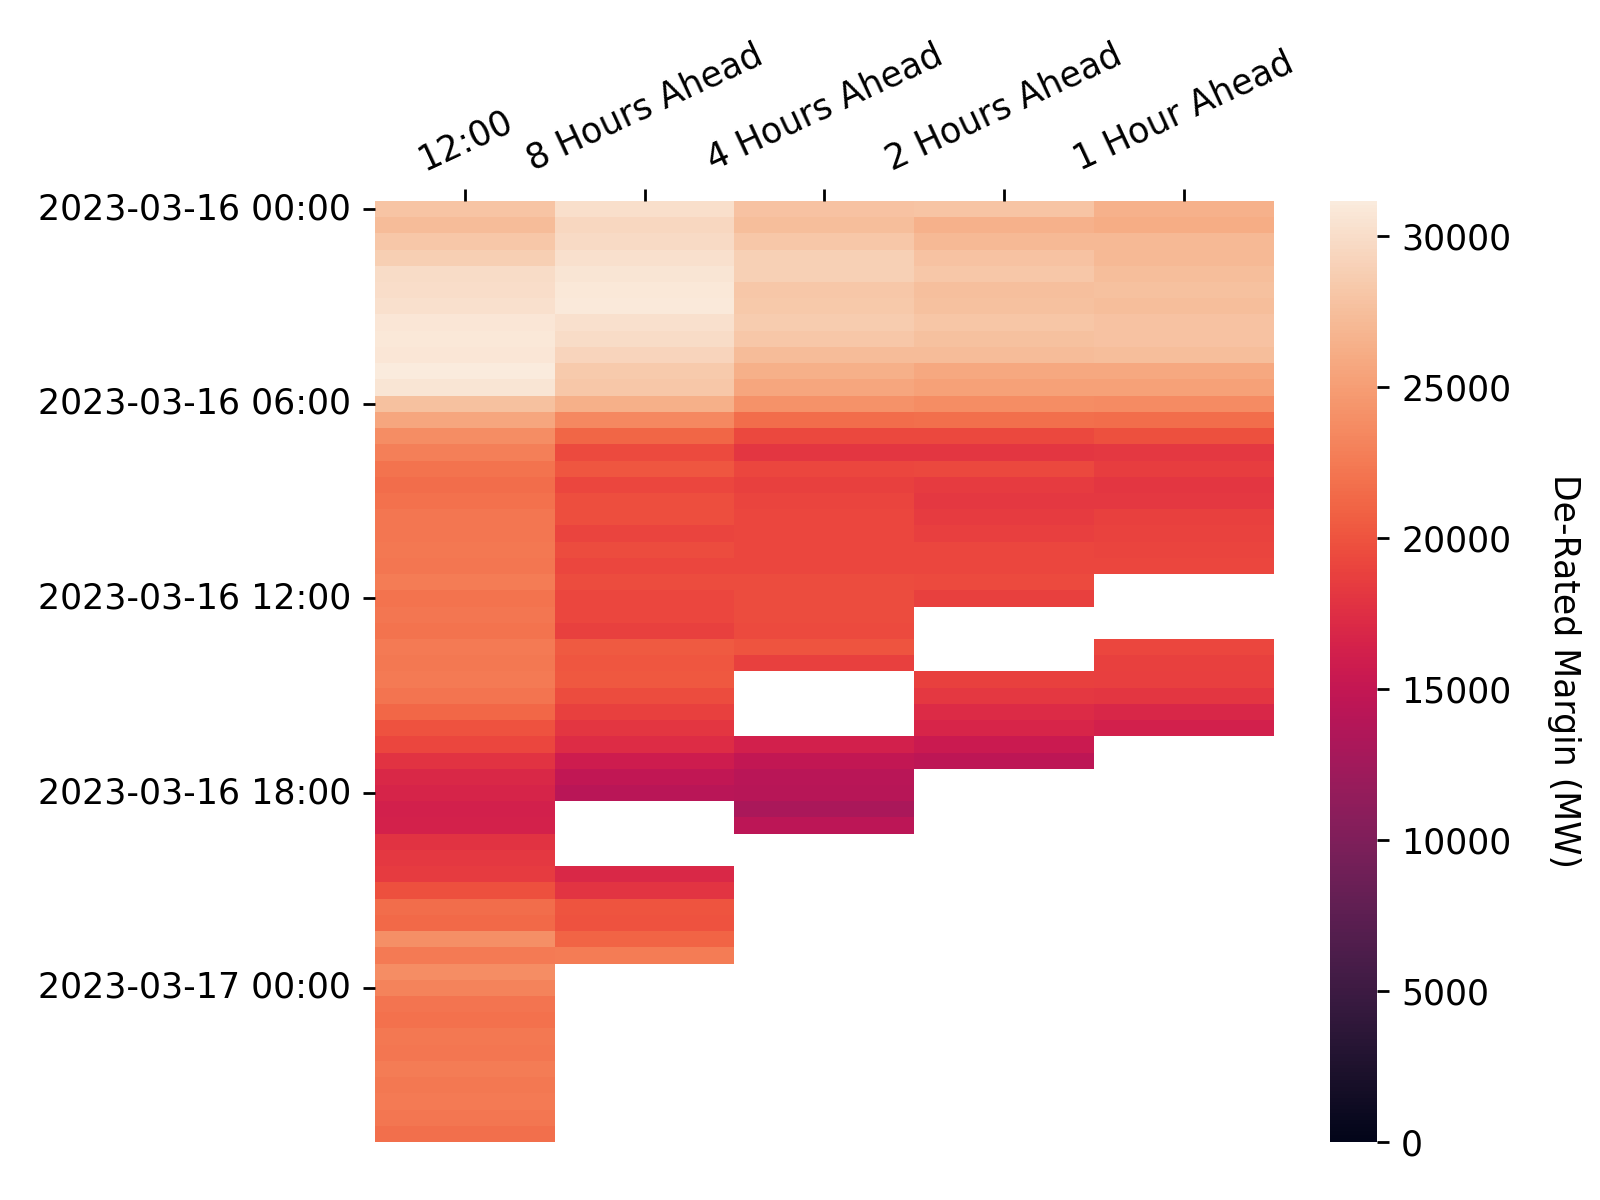 12:00
8 Hours Ahead
4 Hours Ahead
2 Hours Ahead
1 Hour Ahead
2023-03-16 00:00
2023-03-16 06:00
2023-03-16 12:00
2023-03-16 18:00
2023-03-17 00:00
30000
25000
20000
15000
10000
5000
0
De-Rated Margin (MW)